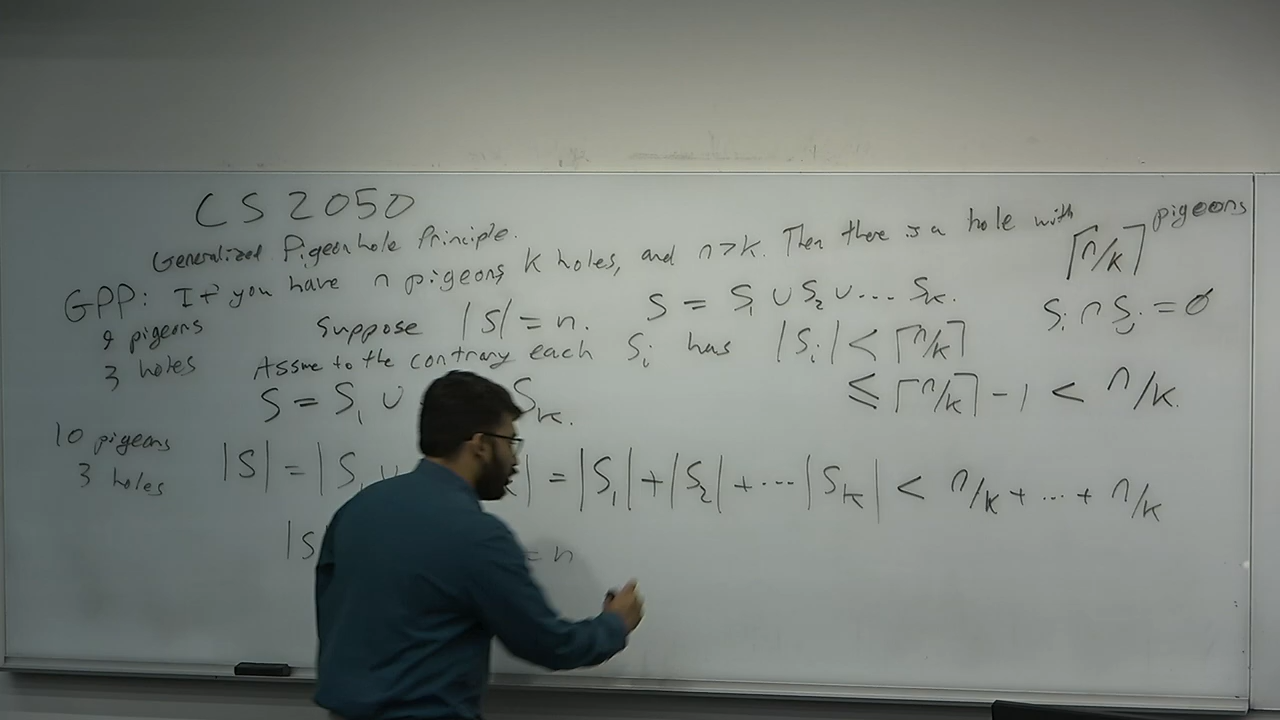 CS 2050
Generalized Pigeonhole Principle.
GPP: If you have n pigeons k holes, and n>k. Then there is a hole with ⌈n/k⌉ pigeons
9 pigeons
3 holes
Suppose |S| = n. S = S₁ ∪ S₂ ∪ ... Sₖ. Sᵢ ∩ Sⱼ = ∅
Assume to the contrary each Sᵢ has |Sᵢ| < ⌈n/k⌉
≤ ⌈n/k⌉ - 1 < n/k.
S = S₁ ∪ Sₖ.
10 pigeons
3 holes
|S| = |S₁ ∪ | = |S₁| + |S₂| + ... |Sₖ| < n/k + ... + n/k
|S = n